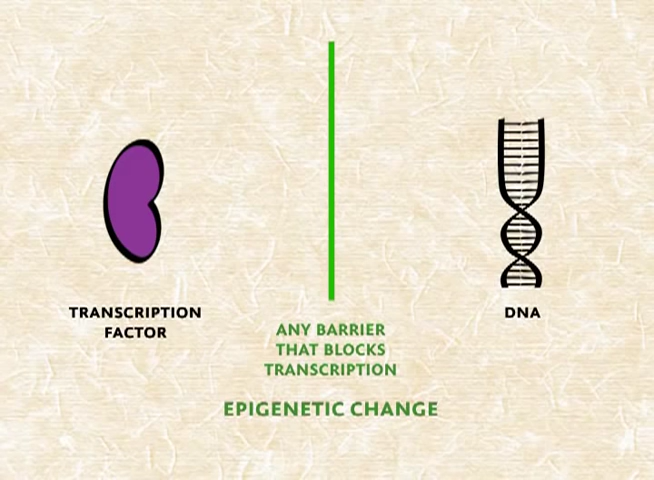 TRANSCRIPTION
FACTOR
ANY BARRIER
THAT BLOCKS
TRANSCRIPTION
EPIGENETIC CHANGE
DNA